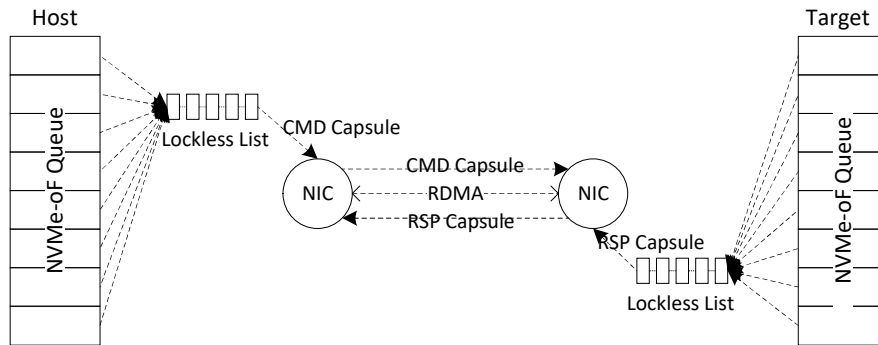 Host
Target
NVMe-oF Queue
Lockless List
CMD Capsule
NIC
CMD Capsule
RDMA
RSP Capsule
NIC
RSP Capsule
Lockless List
NVMe-oF Queue